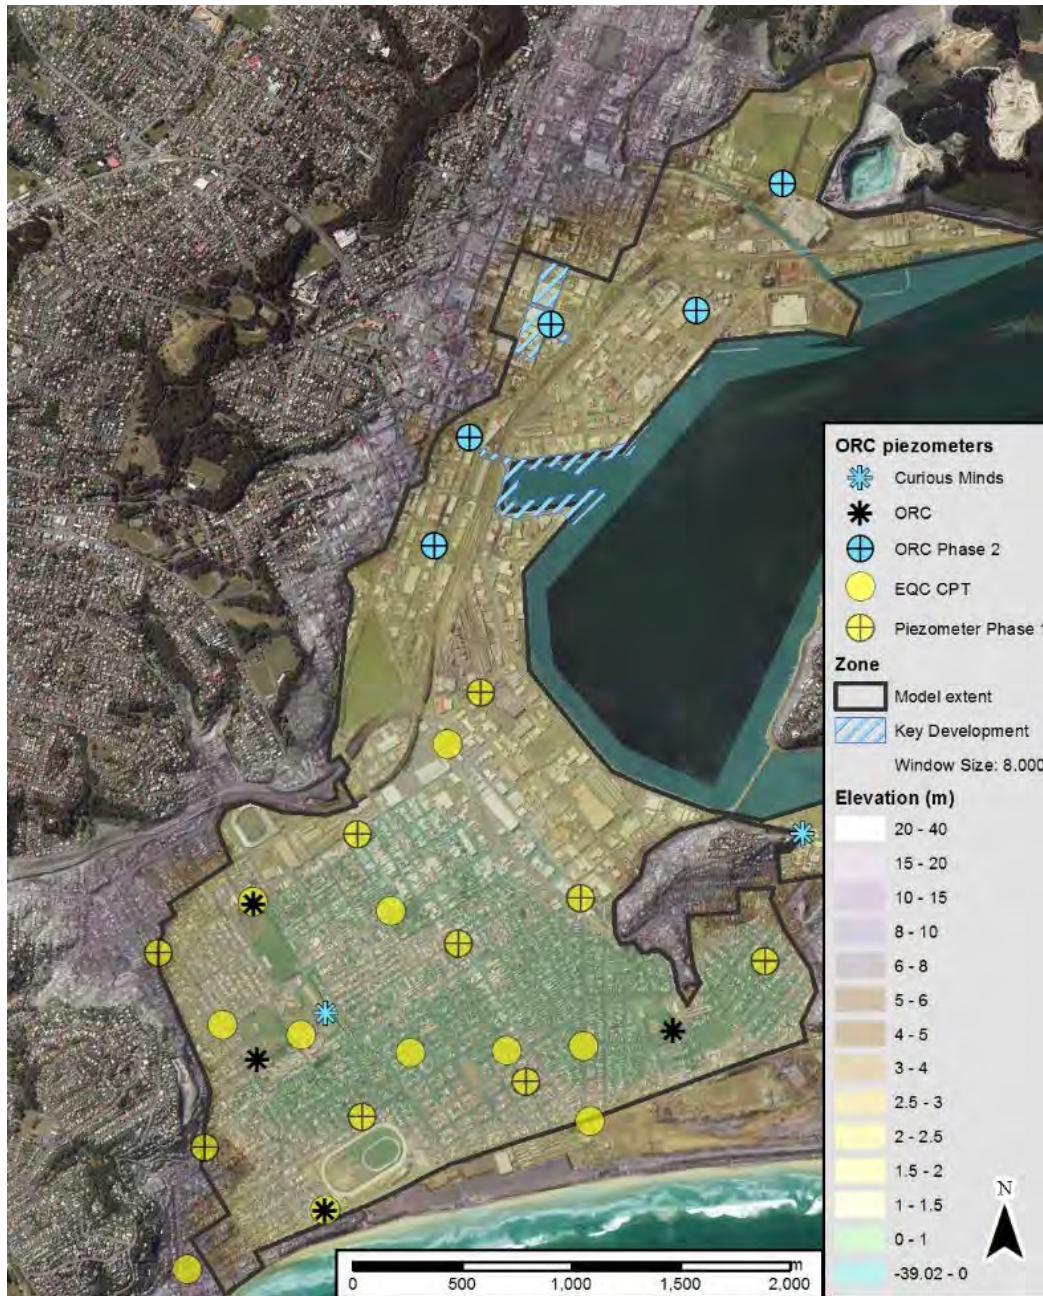 ORC piezometers
Curious Minds
ORC
ORC Phase 2
EQC CPT
Piezometer Phase 1
Zone
Model extent
Key Development
Window Size: 8.000
Elevation (m)
20 - 40
15 - 20
10 - 15
8 - 10
6 - 8
5 - 6
4 - 5
3 - 4
2.5 - 3
2 - 2.5
1.5 - 2
1 - 1.5
0 - 1
-39.02 - 0
N
m
0 500 1,000 1,500 2,000